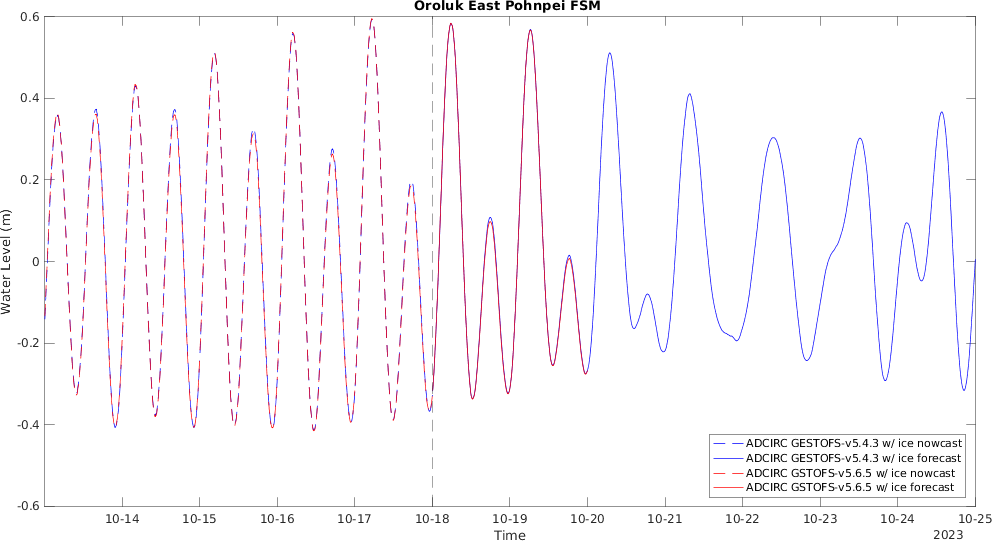 Oroluk East Pohnpei FSM
0.6
0.4
0.2
0
-0.2
-0.4
-0.6
Water Level (m)
10-14 10-15 10-16 10-17 10-18 10-19 10-20 10-21 10-22 10-23 10-24 10-25
Time
2023
ADCIRC GESTOFS-v5.4.3 w/ ice nowcast
ADCIRC GESTOFS-v5.4.3 w/ ice forecast
ADCIRC GSTOFS-v5.6.5 w/ ice nowcast
ADCIRC GSTOFS-v5.6.5 w/ ice forecast